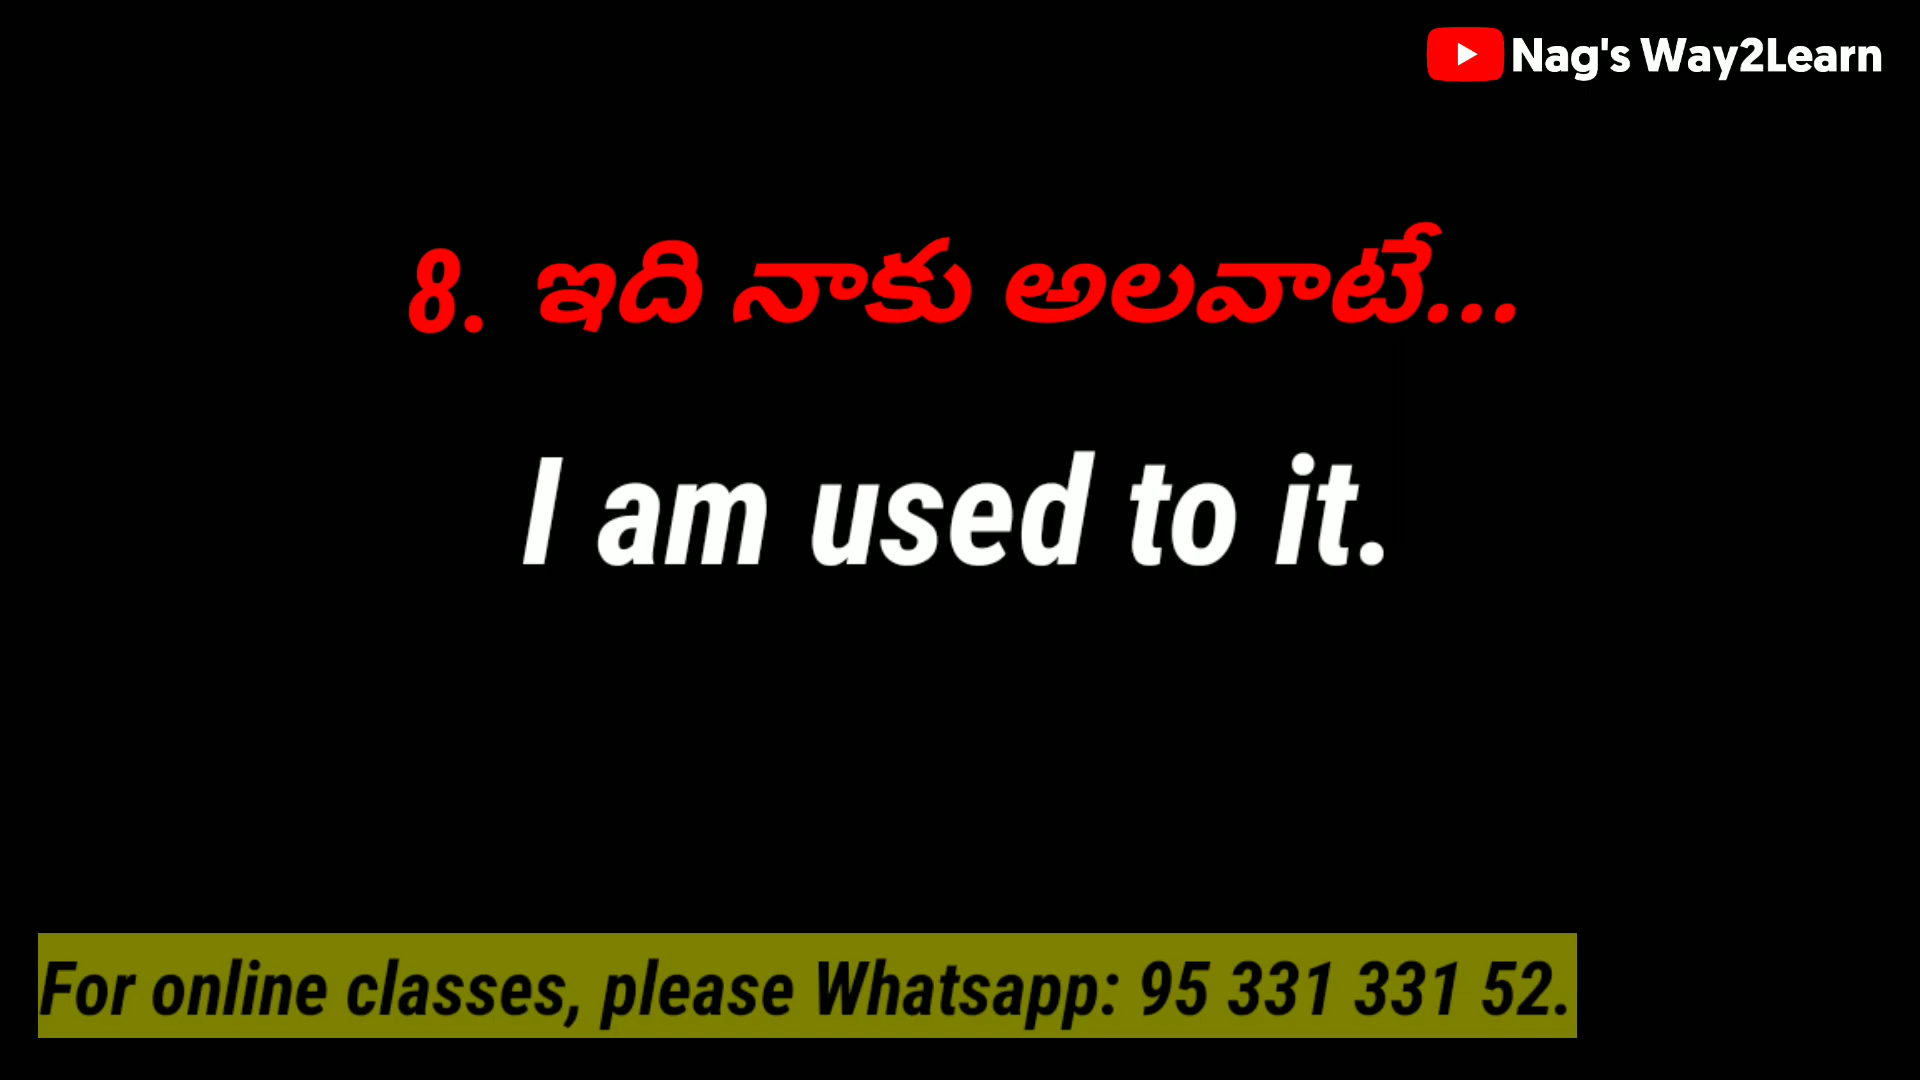 Nag's Way2Learn
8. ఇది నాకు అలవాటే...
I am used to it.
For online classes, please Whatsapp: 95 331 331 52.